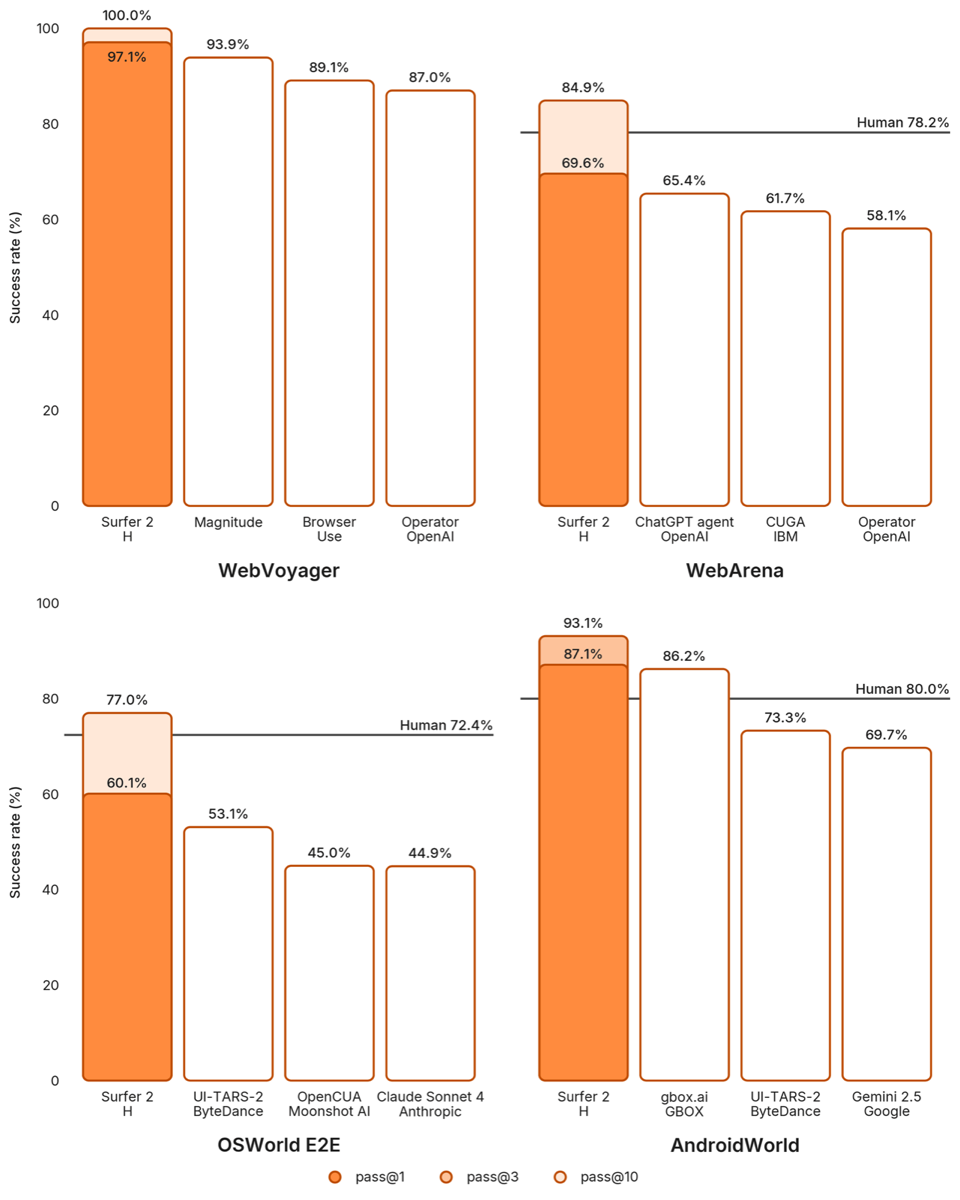 Success rate (%)
100
80
60
40
20
0
100.0%
97.1%
93.9%
89.1%
87.0%
Surfer 2
H
Magnitude
Browser
Use
Operator
OpenAI
WebVoyager
84.9%
69.6%
65.4%
61.7%
58.1%
Human 78.2%
Surfer 2
H
ChatGPT agent
OpenAI
CUGA
IBM
Operator
OpenAI
WebArena
Success rate (%)
100
80
60
40
20
0
77.0%
60.1%
53.1%
45.0%
44.9%
Human 72.4%
Surfer 2
H
UI-TARS-2
ByteDance
OpenCUA
Moonshot AI
Claude Sonnet 4
Anthropic
OSWorld E2E
93.1%
87.1%
86.2%
73.3%
69.7%
Human 80.0%
Surfer 2
H
gbox.ai
GBOX
UI-TARS-2
ByteDance
Gemini 2.5
Google
AndroidWorld
pass@1
pass@3
pass@10